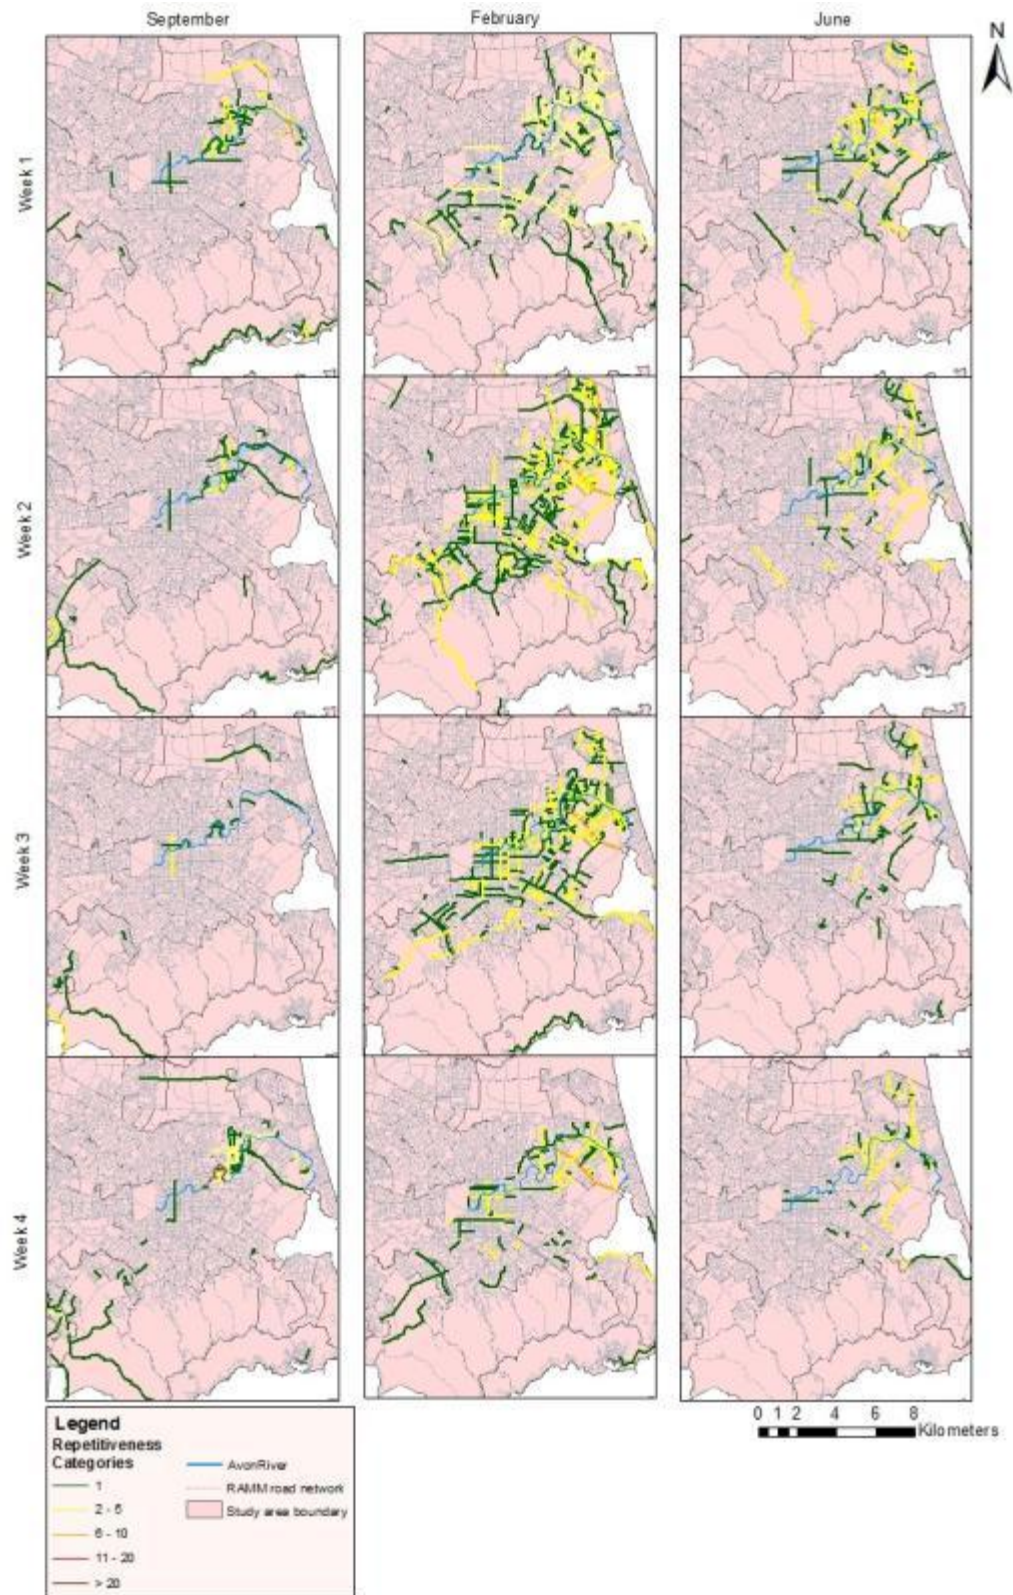 September
February
June
N
Week 1
Week 2
Week 3
Week 4
Legend
Repetitiveness
Categories
1
2 - 5
6 - 10
11 - 20
> 20
AvonRiver
RAMM road network
Study area boundary
0 1 2 4 6 8
Kilometers